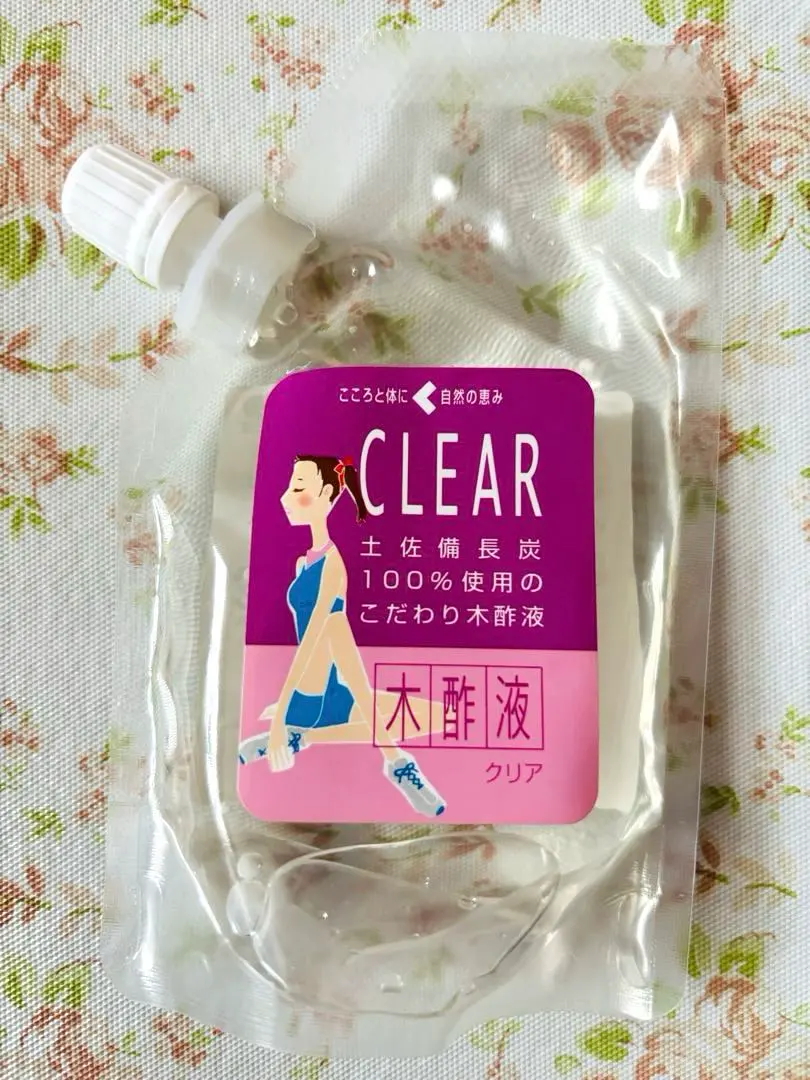 こころと体に 自然の恵み
CLEAR
土佐備長炭
100%使用の
こだわり木酢液
木酢液
クリア